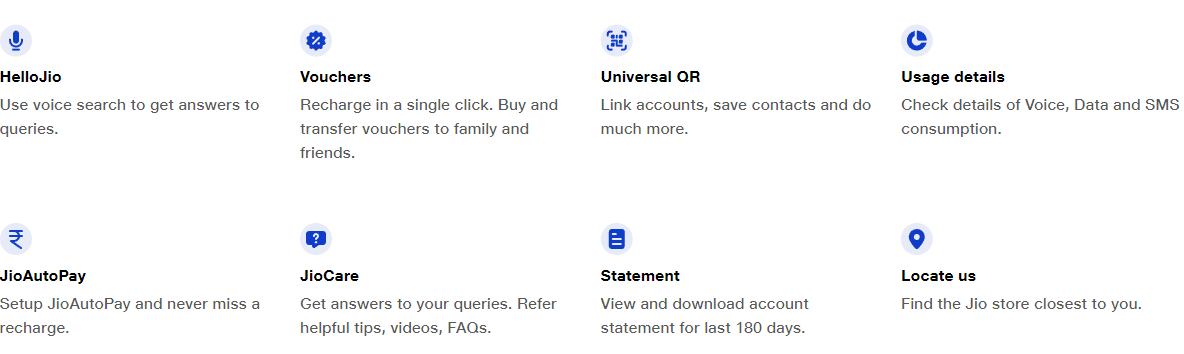 HelloJio
Use voice search to get answers to
queries.
Vouchers
Recharge in a single click. Buy and
transfer vouchers to family and
friends.
Universal QR
Link accounts, save contacts and do
much more.
Usage details
Check details of Voice, Data and SMS
consumption.
JioAutoPay
Setup JioAutoPay and never miss a
recharge.
JioCare
Get answers to your queries. Refer
helpful tips, videos, FAQs.
Statement
View and download account
statement for last 180 days.
Locate us
Find the Jio store closest to you.